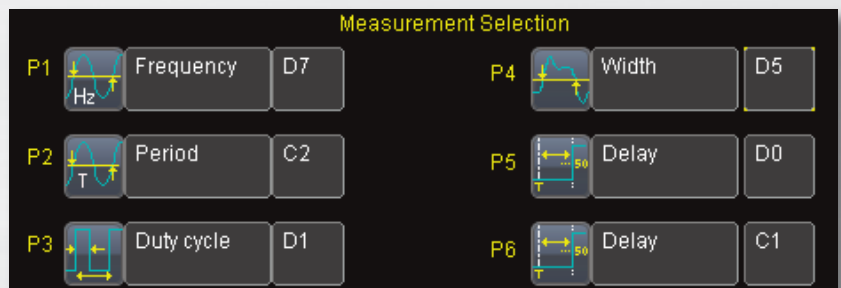 Measurement Selection
P1 Hz Frequency D7
P4 Width D5
P2 T Period C2
P5 50 T Delay D0
P3 Duty cycle D1
P6 50 T Delay C1